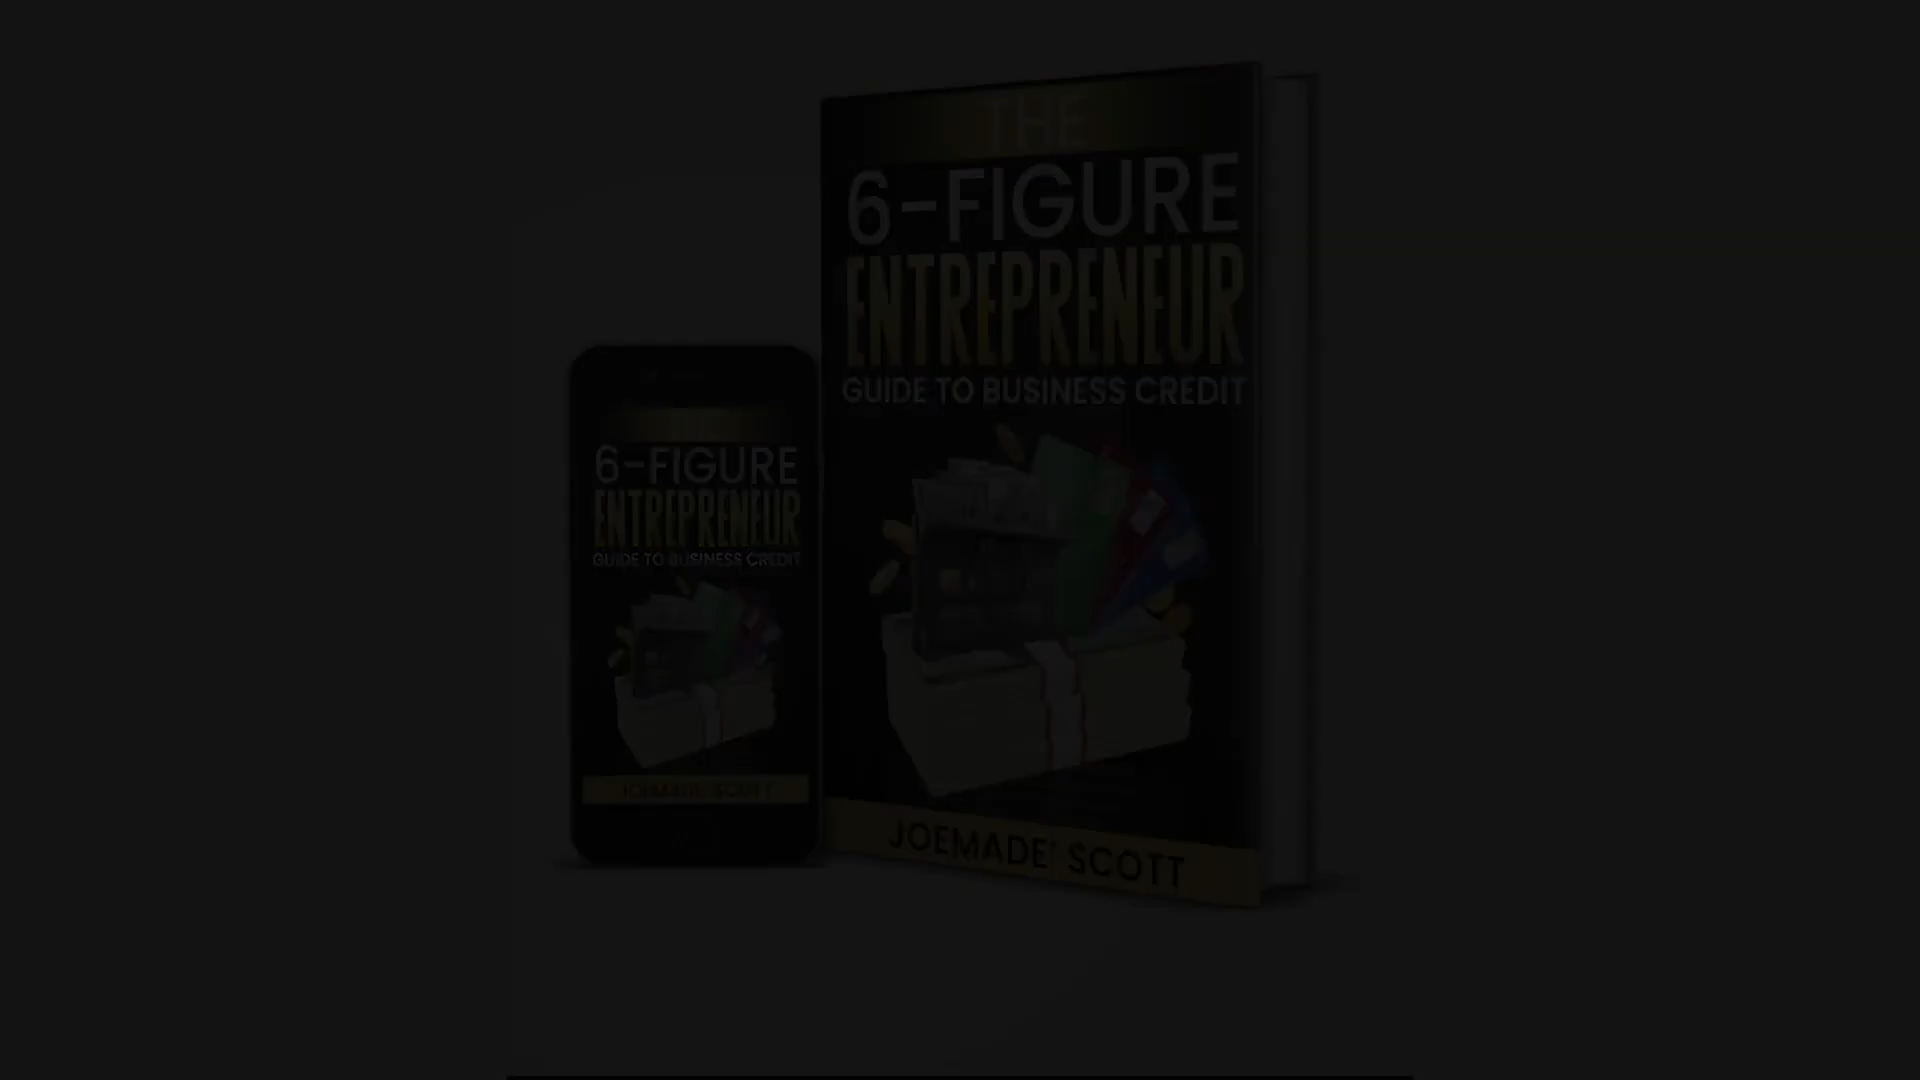 THE
6-FIGURE
ENTREPRENEUR
GUIDE TO BUSINESS CREDIT
JOEMADE' SCOTT
6-FIGURE
ENTREPRENEUR
GUIDE TO BUSINESS CREDIT
JOEMADE' SCOTT